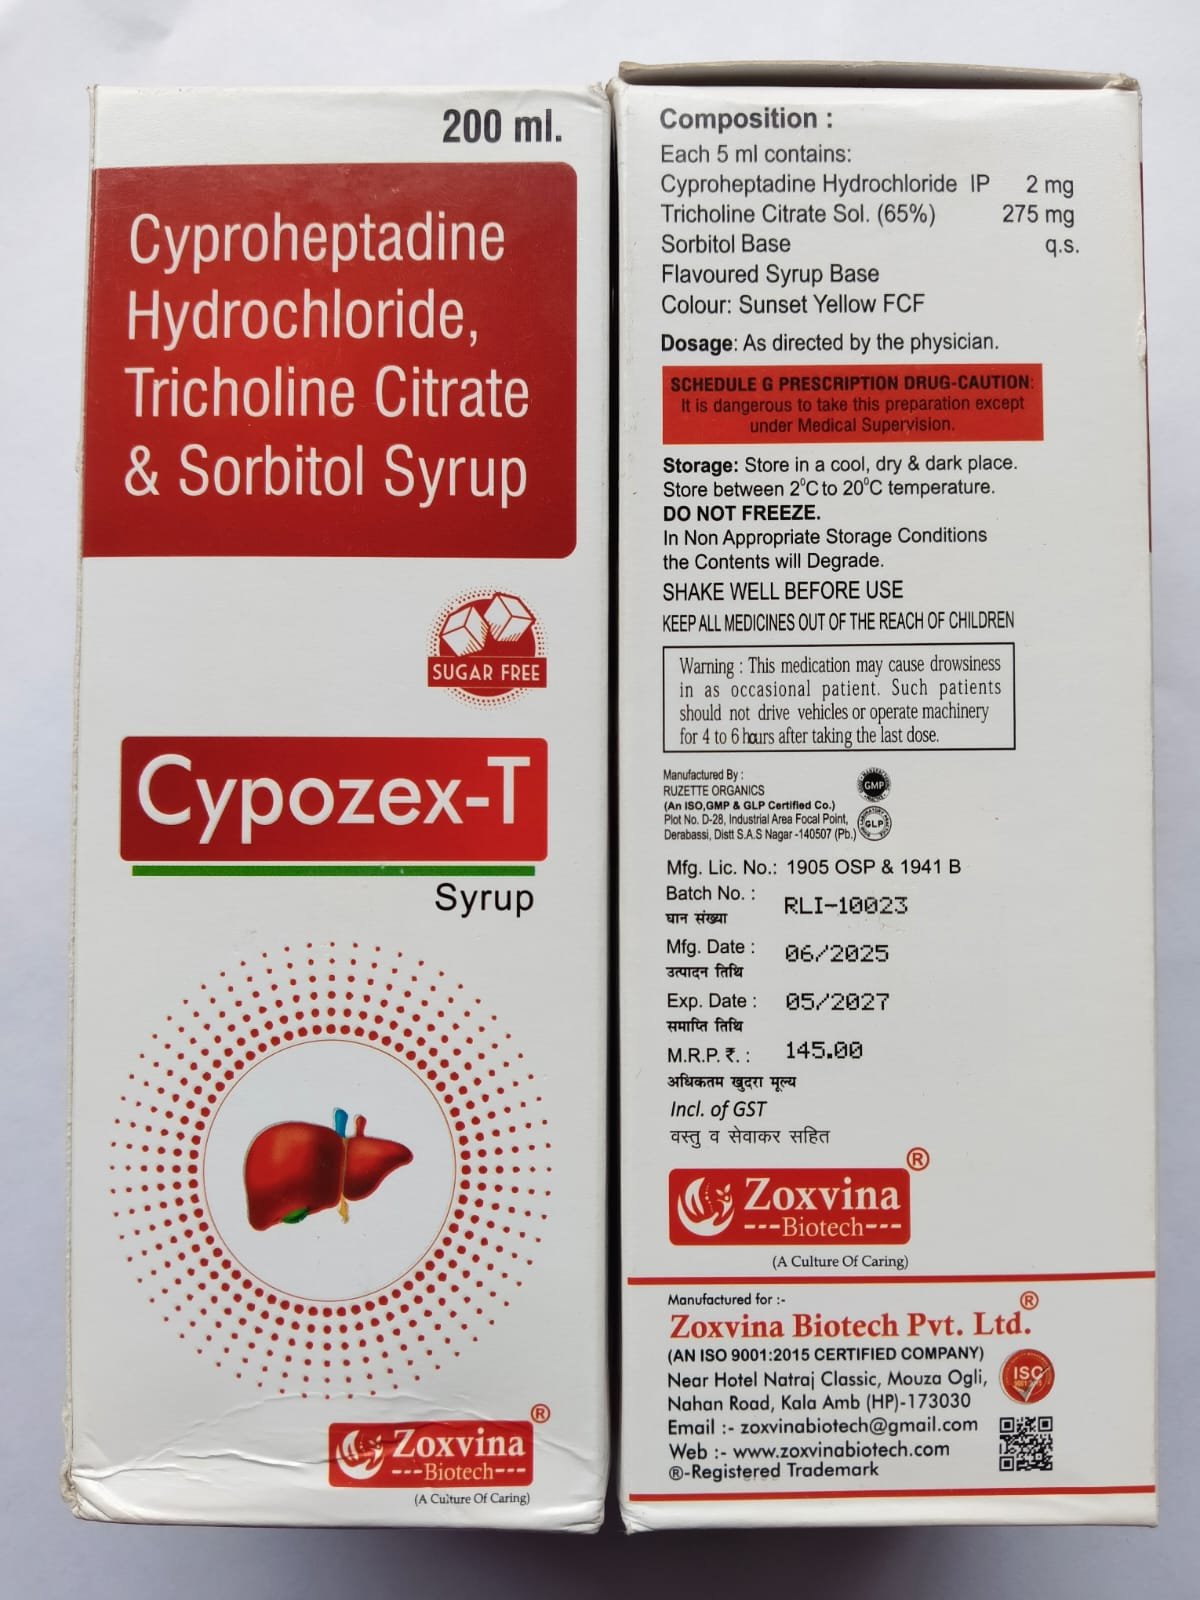 200 ml.
Cyproheptadine
Hydrochloride,
Tricholine Citrate
& Sorbitol Syrup
SUGAR FREE
Cypozex-T
Syrup
®
Zoxvina
---Biotech---
(A Culture Of Caring)
Composition :
Each 5 ml contains:
Cyproheptadine Hydrochloride IP 2 mg
Tricholine Citrate Sol. (65%) 275 mg
Sorbitol Base q.s.
Flavoured Syrup Base
Colour: Sunset Yellow FCF
Dosage: As directed by the physician.
SCHEDULE G PRESCRIPTION DRUG-CAUTION:
It is dangerous to take this preparation except
under Medical Supervision.
Storage: Store in a cool, dry & dark place.
Store between 2⁰C to 20⁰C temperature.
DO NOT FREEZE.
In Non Appropriate Storage Conditions
the Contents will Degrade.
SHAKE WELL BEFORE USE
KEEP ALL MEDICINES OUT OF THE REACH OF CHILDREN
Warning : This medication may cause drowsiness
in as occasional patient. Such patients
should not drive vehicles or operate machinery
for 4 to 6 hours after taking the last dose.
Manufactured By :
RUZETTE ORGANICS
(An ISO,GMP & GLP Certified Co.)
Plot No. D-28, Industrial Area Focal Point,
Derabassi, Distt S.A.S Nagar -140507 (Pb.)
GMP
GLP
Mfg. Lic. No.: 1905 OSP & 1941 B
Batch No. : RLI-10023
घान संख्या
Mfg. Date : 06/2025
उत्पादन तिथि
Exp. Date : 05/2027
समाप्ति तिथि
M.R.P. ₹. : 145.00
अधिकतम खुदरा मूल्य
Incl. of GST
वस्तु व सेवाकर सहित
®
Zoxvina
---Biotech---
(A Culture Of Caring)
Manufactured for :-
Zoxvina Biotech Pvt. Ltd.®
(AN ISO 9001:2015 CERTIFIED COMPANY)
Near Hotel Natraj Classic, Mouza Ogli,
Nahan Road, Kala Amb (HP)-173030
Email :- zoxvinabiotech@gmail.com
Web :- www.zoxvinabiotech.com
®-Registered Trademark